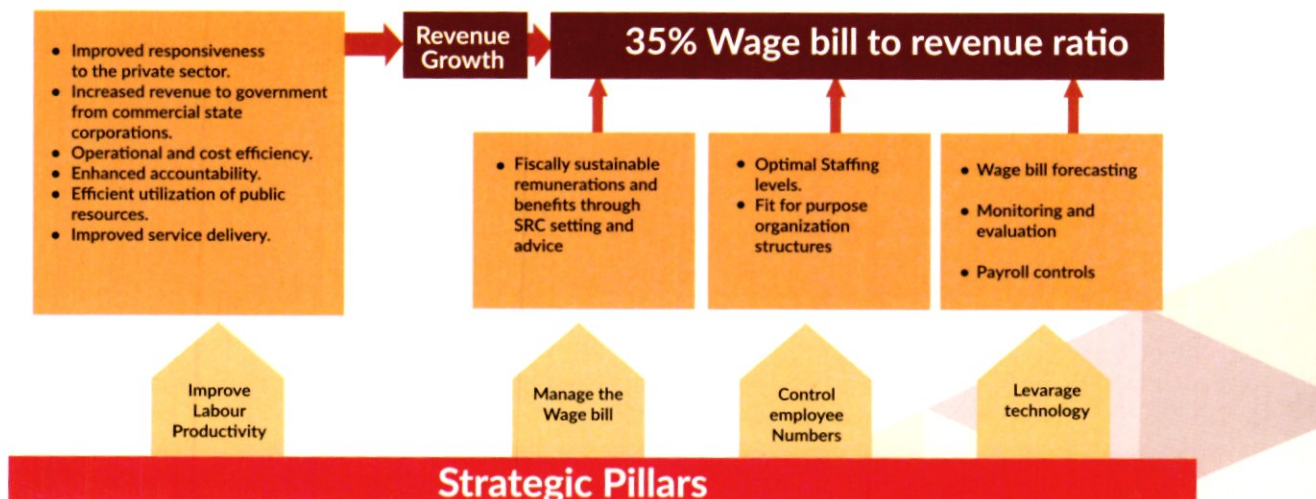 • Improved responsiveness
to the private sector.
• Increased revenue to government
from commercial state
corporations.
• Operational and cost efficiency.
• Enhanced accountability.
• Efficient utilization of public
resources.
• Improved service delivery.
Revenue
Growth
35% Wage bill to revenue ratio
• Fiscally sustainable
remunerations and
benefits through
SRC setting and
advice
• Optimal Staffing
levels.
• Fit for purpose
organization
structures
• Wage bill forecasting
• Monitoring and
evaluation
• Payroll controls
Improve
Labour
Productivity
Manage the
Wage bill
Control
employee
Numbers
Levarage
technology
Strategic Pillars